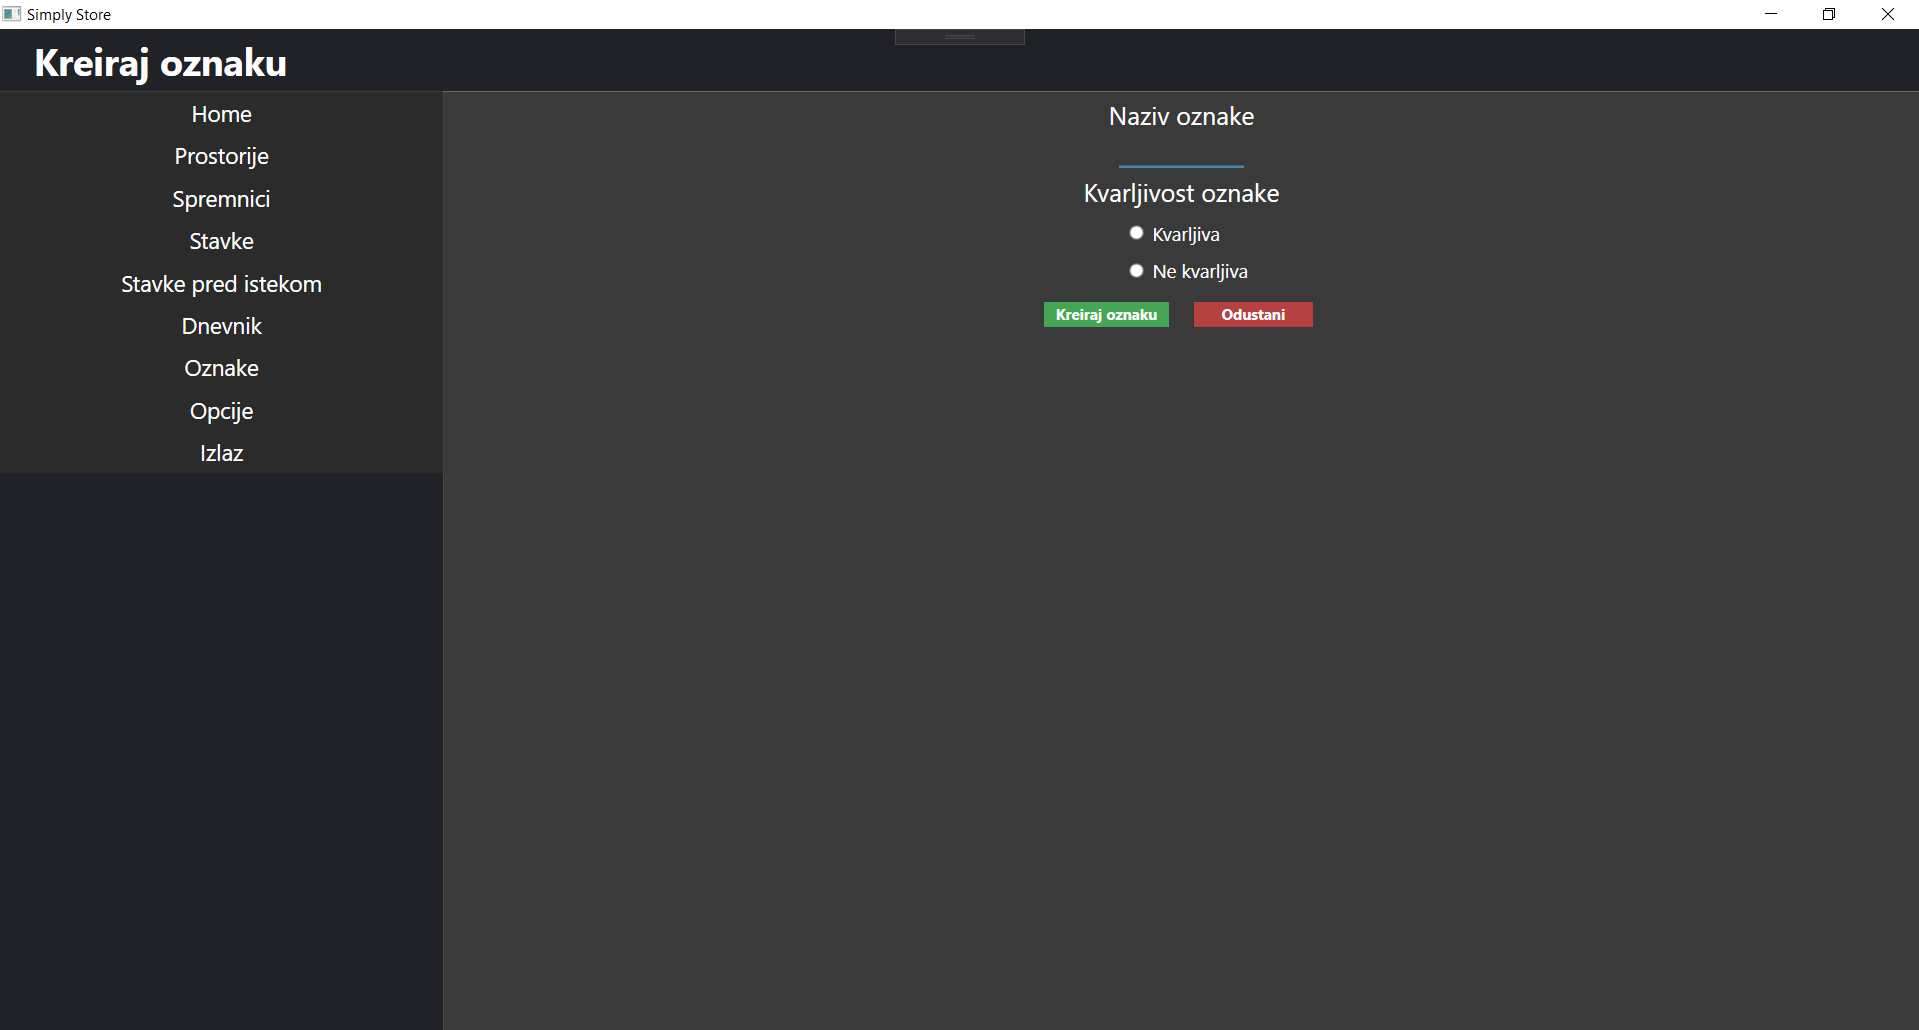 Simply Store
Kreiraj oznaku
Home
Prostorije
Spremnici
Stavke
Stavke pred istekom
Dnevnik
Oznake
Opcije
Izlaz
Naziv oznake
Kvarljivost oznake
Kvarljiva
Ne kvarljiva
Kreiraj oznaku
Odustani